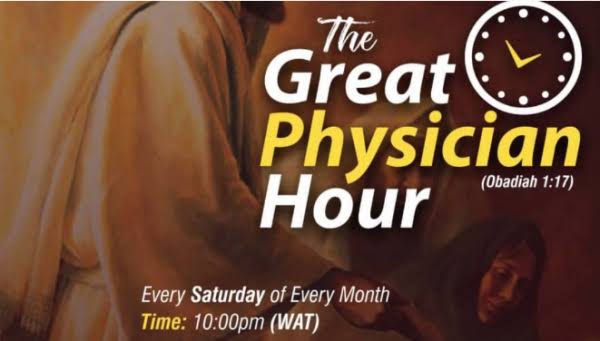 The
Great
Physician
Hour
(Obadiah 1:17)
Every Saturday of Every Month
Time: 10:00pm (WAT)